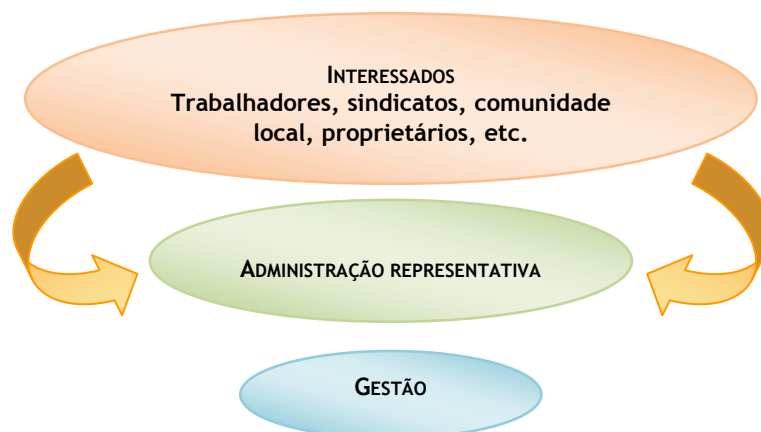 INTERESSADOS
Trabalhadores, sindicatos, comunidade
local, proprietários, etc.
ADMINISTRAÇÃO REPRESENTATIVA
GESTÃO